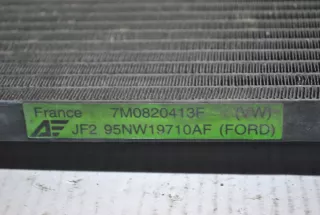 France 7M0820413F (VW)
JF2 95NW19710AF (FORD)